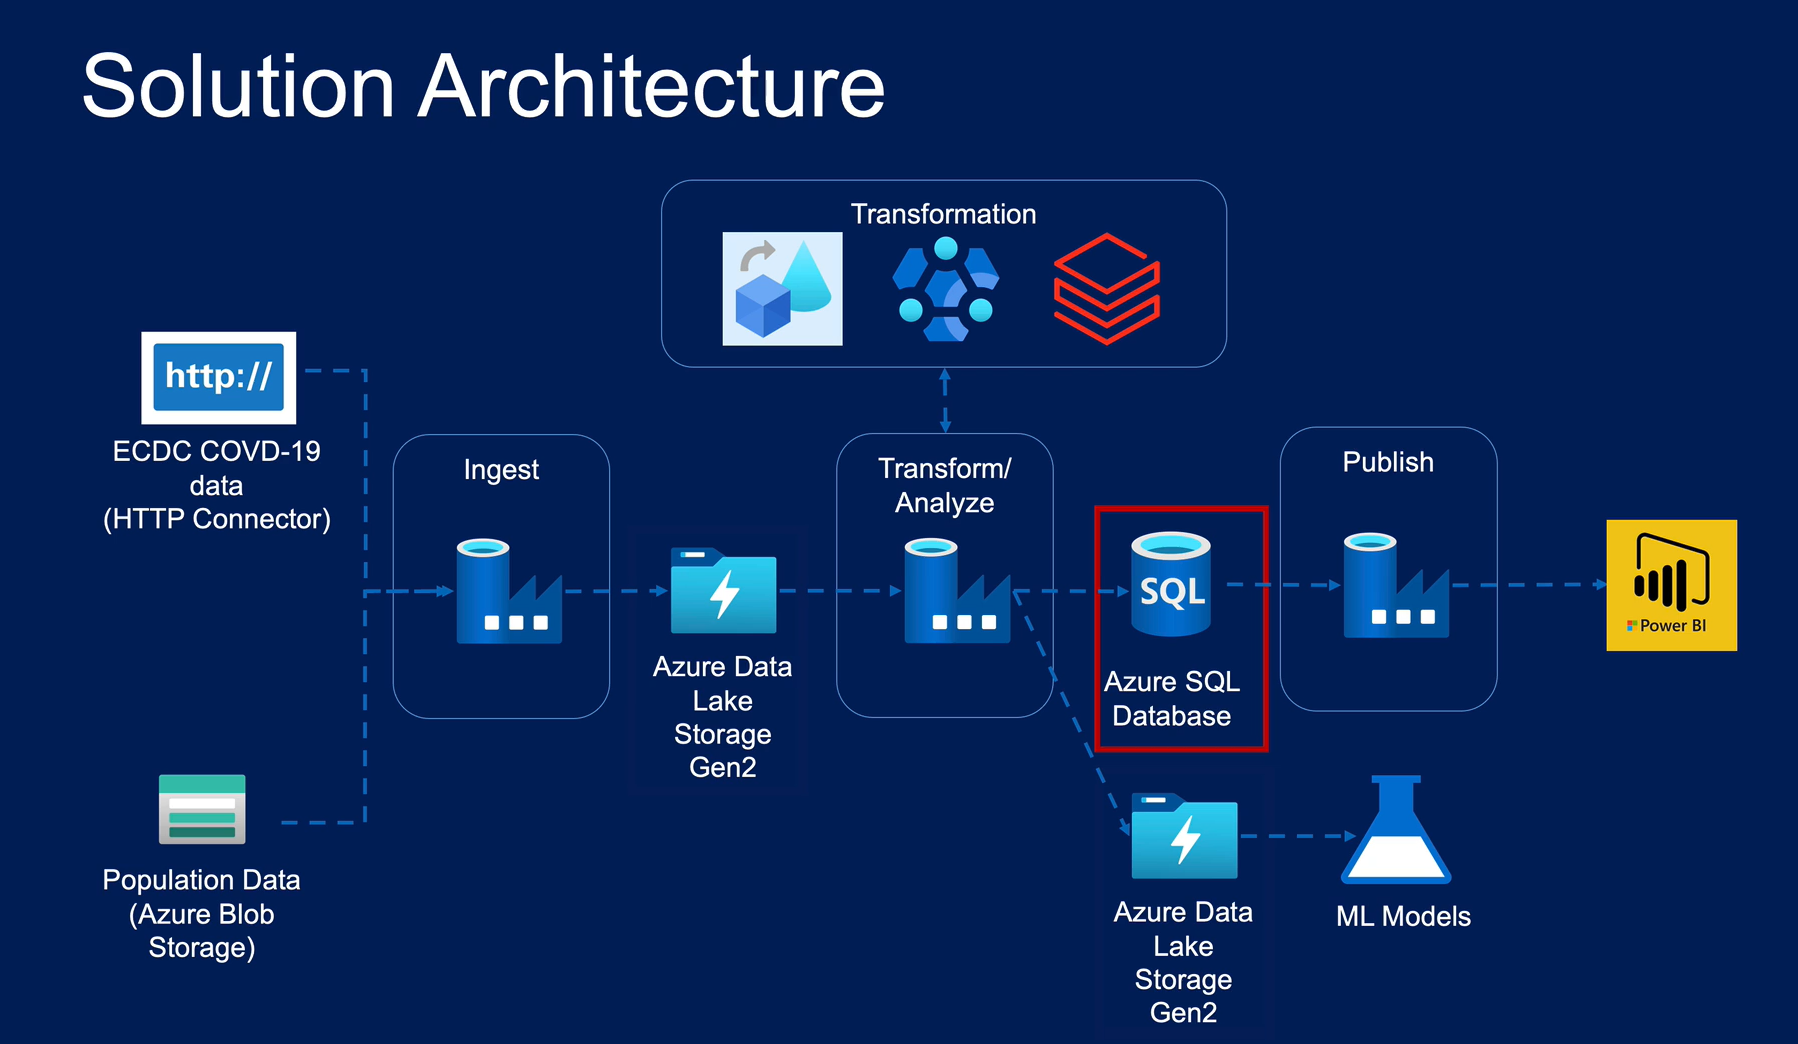 Solution Architecture
Transformation
http://
ECDC COVD-19
data
(HTTP Connector)
Ingest
Azure Data
Lake
Storage
Gen2
Transform/
Analyze
SQL
Azure SQL
Database
Publish
Power BI
Population Data
(Azure Blob
Storage)
Azure Data
Lake
Storage
Gen2
ML Models